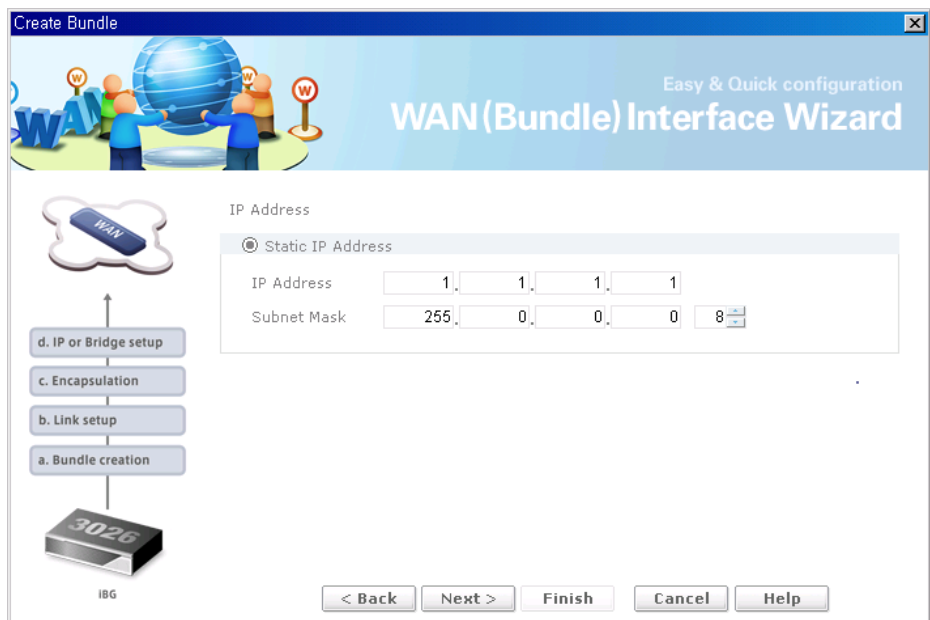 Create Bundle
Easy & Quick configuration
WAN(Bundle) Interface Wizard
W
W
W
WAN
WAN
IP Address
Static IP Address
IP Address 1. 1. 1. 1
Subnet Mask 255. 0. 0. 0 8
d. IP or Bridge setup
c. Encapsulation
b. Link setup
a. Bundle creation
3026
iBG
< Back Next > Finish Cancel Help